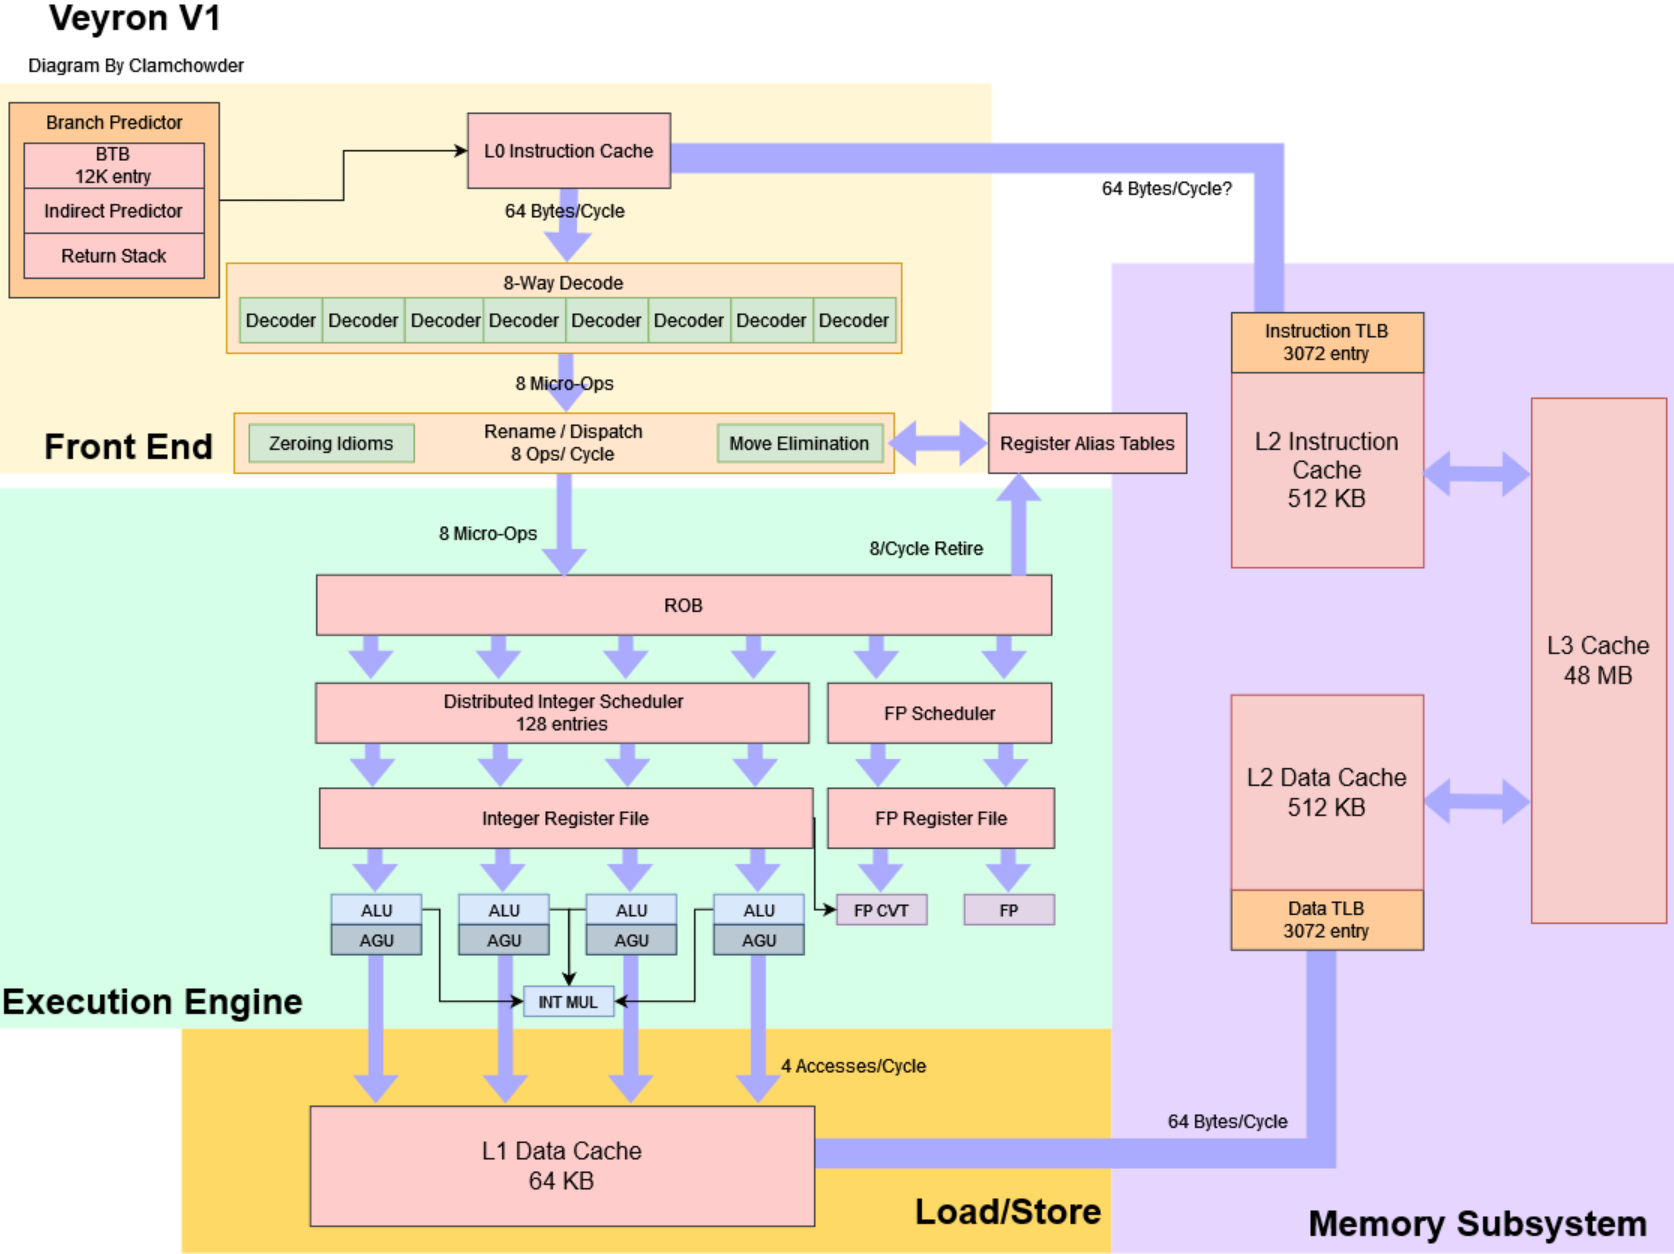 Veyron V1
Diagram By Clamchowder
Branch Predictor
BTB
12K entry
Indirect Predictor
Return Stack
L0 Instruction Cache
64 Bytes/Cycle?
64 Bytes/Cycle
8-Way Decode
Decoder Decoder Decoder Decoder Decoder Decoder Decoder Decoder
8 Micro-Ops
Front End
Zeroing Idioms
Rename / Dispatch
8 Ops/ Cycle
Move Elimination
Register Alias Tables
8 Micro-Ops
8/Cycle Retire
ROB
Distributed Integer Scheduler
128 entries
FP Scheduler
Integer Register File
FP Register File
ALU ALU ALU ALU FP CVT FP
AGU AGU AGU AGU
INT MUL
Execution Engine
4 Accesses/Cycle
L1 Data Cache
64 KB
Load/Store
Instruction TLB
3072 entry
L2 Instruction
Cache
512 KB
L3 Cache
48 MB
L2 Data Cache
512 KB
Data TLB
3072 entry
64 Bytes/Cycle
Memory Subsystem